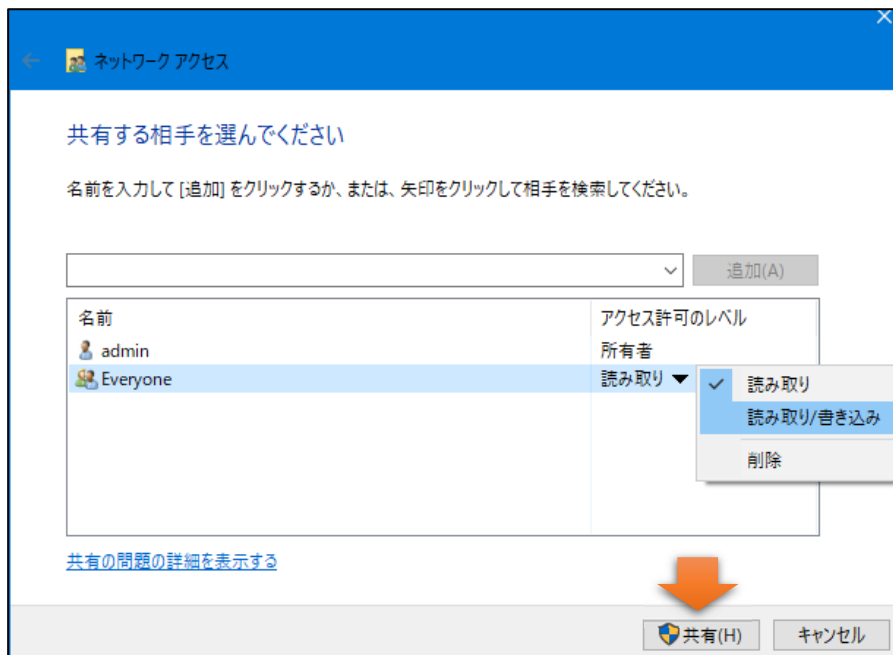 ネットワーク アクセス
共有する相手を選んでください
名前を入力して [追加] をクリックするか、または、矢印をクリックして相手を検索してください。
追加(A)
名前 アクセス許可のレベル
admin 所有者
Everyone 読み取り
読み取り
読み取り/書き込み
削除
共有の問題の詳細を表示する
共有(H) キャンセル